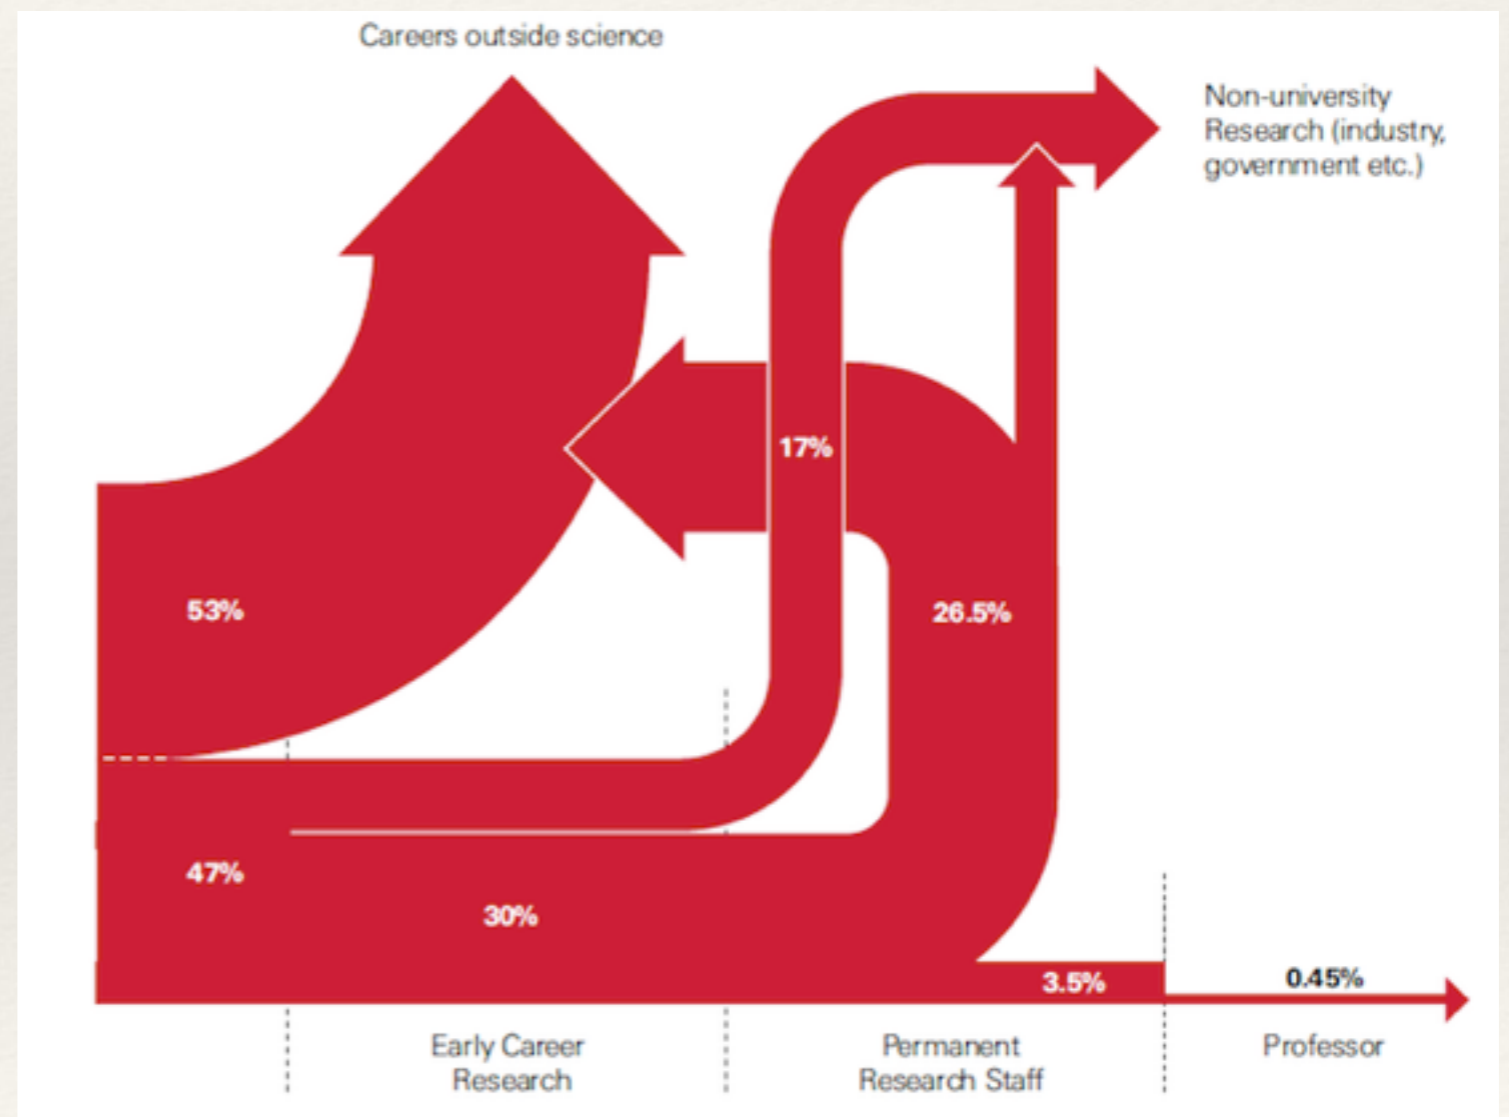 Careers outside science
Non-university
Research (industry,
government etc.)
17%
53%
26.5%
47%
30%
3.5%
0.45%
Early Career
Research
Permanent
Research Staff
Professor